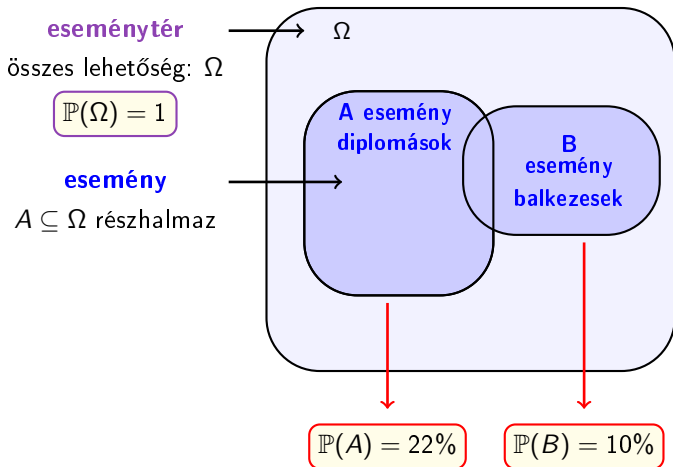 eseménytér
összes lehetőség: Ω
ℙ(Ω) = 1
esemény
A ⊆ Ω részhalmaz
Ω
A esemény
diplomások
B
esemény
balkezesek
ℙ(A) = 22%
ℙ(B) = 10%